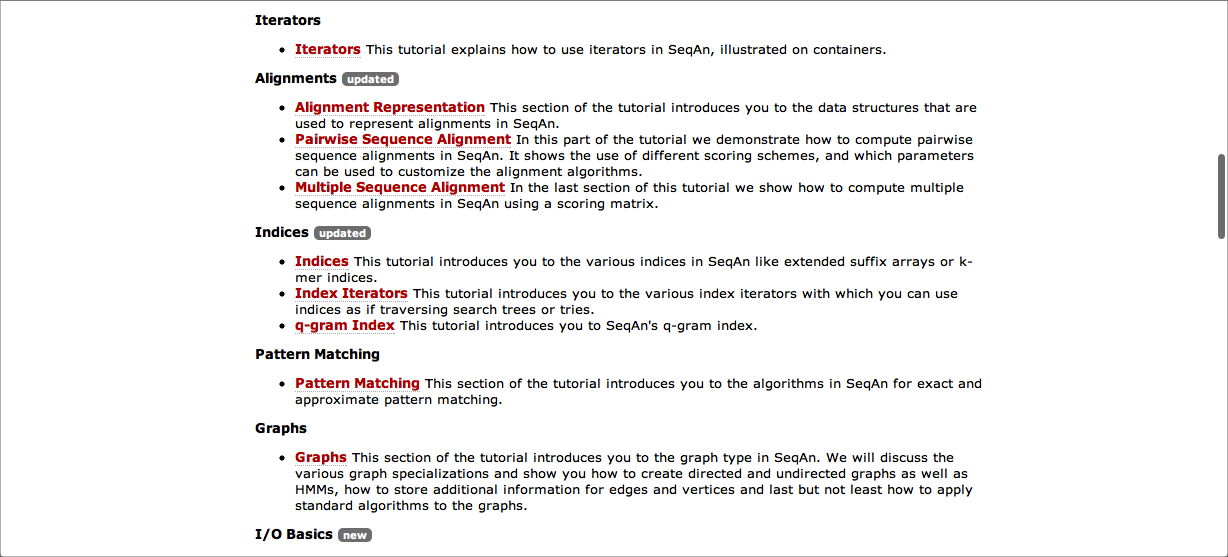 Iterators
Iterators This tutorial explains how to use iterators in SeqAn, illustrated on containers.
Alignments updated
Alignment Representation This section of the tutorial introduces you to the data structures that are
used to represent alignments in SeqAn.
Pairwise Sequence Alignment In this part of the tutorial we demonstrate how to compute pairwise
sequence alignments in SeqAn. It shows the use of different scoring schemes, and which parameters
can be used to customize the alignment algorithms.
Multiple Sequence Alignment In the last section of this tutorial we show how to compute multiple
sequence alignments in SeqAn using a scoring matrix.
Indices updated
Indices This tutorial introduces you to the various indices in SeqAn like extended suffix arrays or k-
mer indices.
Index Iterators This tutorial introduces you to the various index iterators with which you can use
indices as if traversing search trees or tries.
q-gram Index This tutorial introduces you to SeqAn's q-gram index.
Pattern Matching
Pattern Matching This section of the tutorial introduces you to the algorithms in SeqAn for exact and
approximate pattern matching.
Graphs
Graphs This section of the tutorial introduces you to the graph type in SeqAn. We will discuss the
various graph specializations and show you how to create directed and undirected graphs as well as
HMMs, how to store additional information for edges and vertices and last but not least how to apply
standard algorithms to the graphs.
I/O Basics new